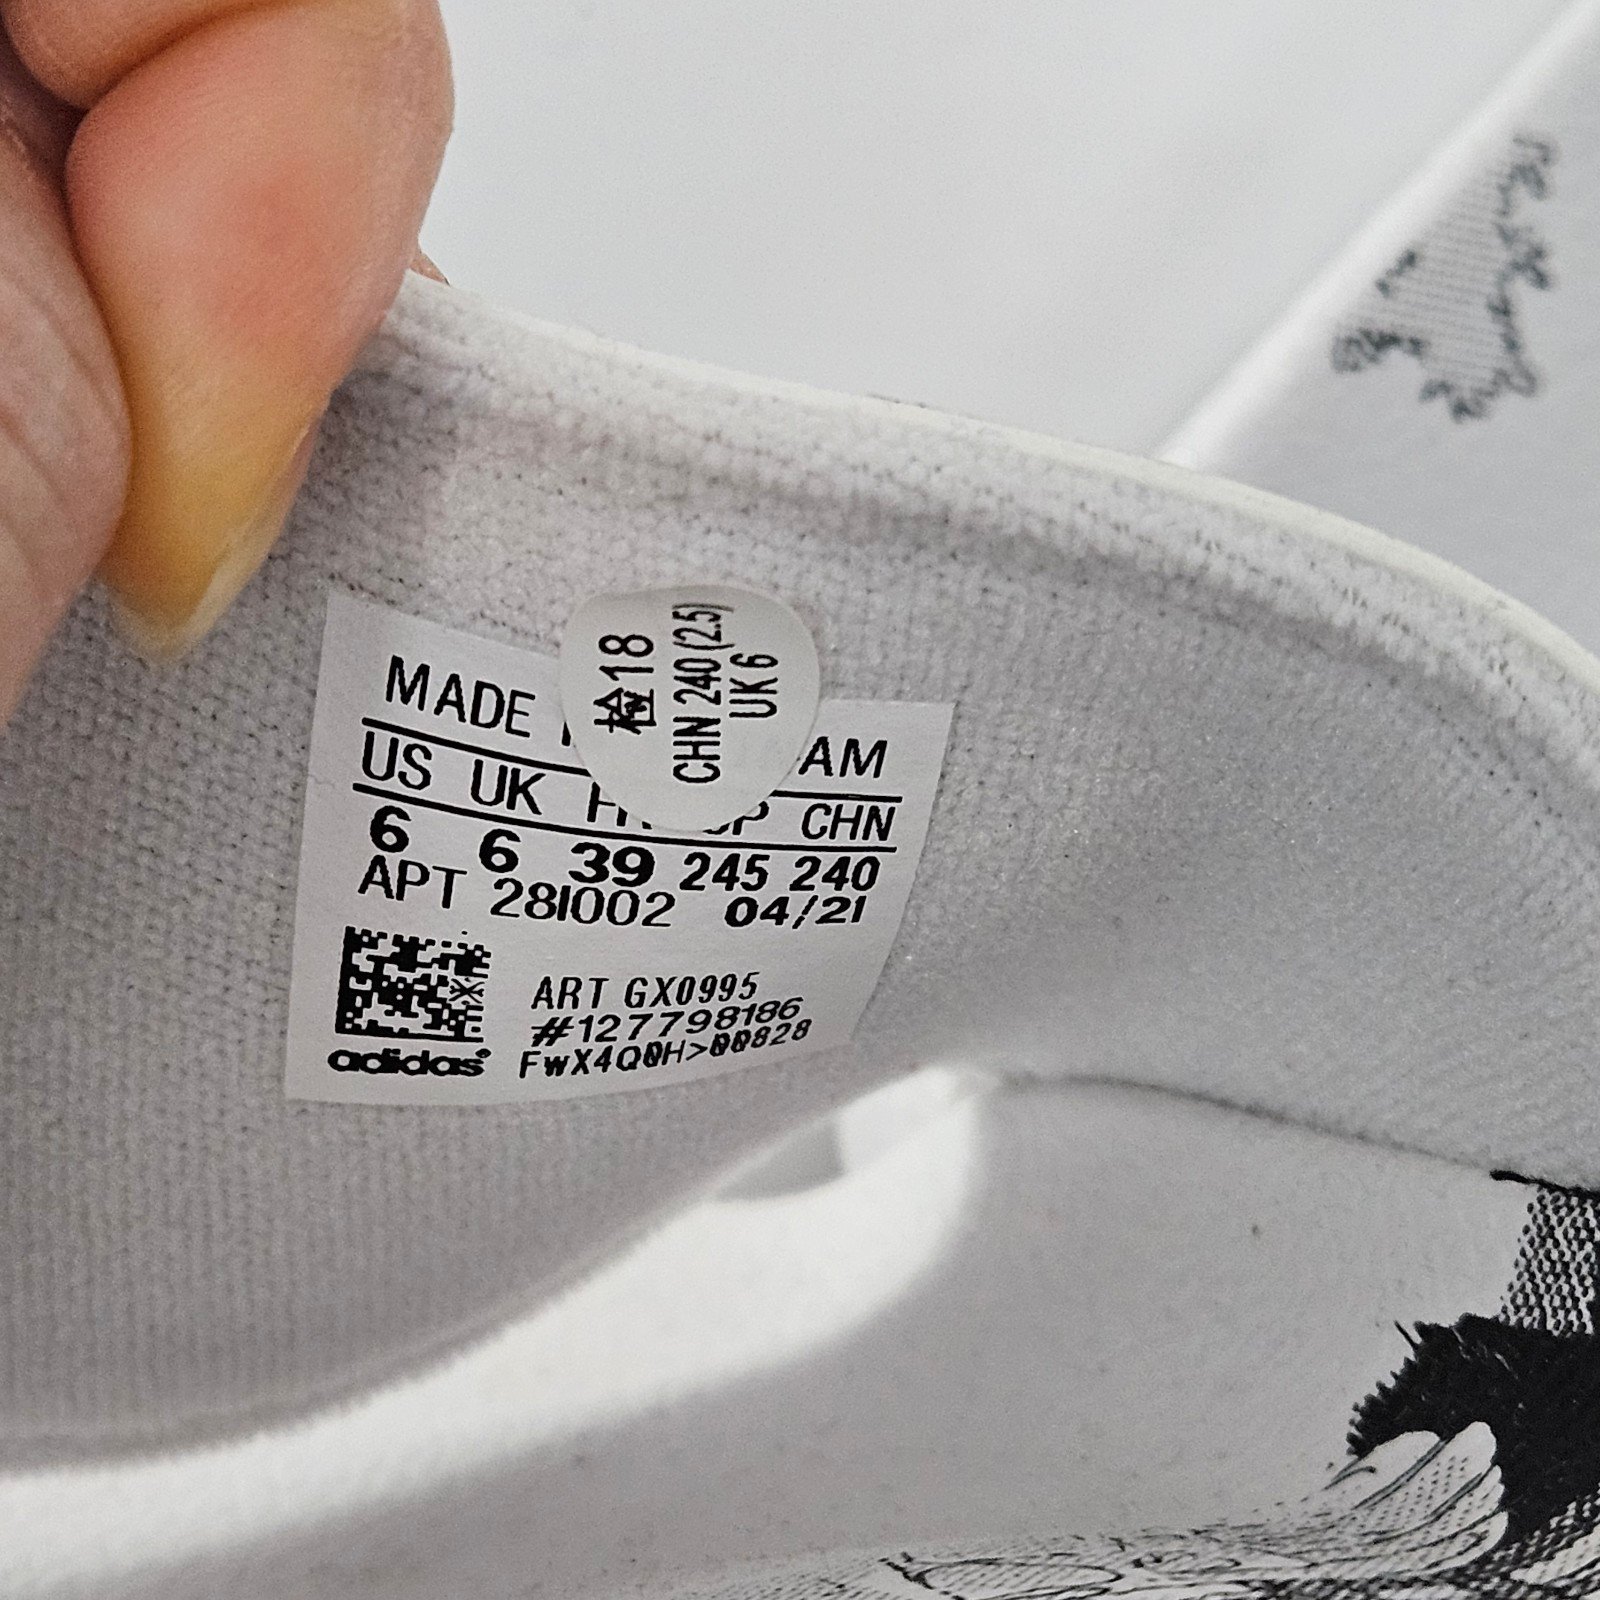 检18
CHN 240 (2.5)
UK 6
MADE AM
US UK CHN
6 6 39 245 240
APT 281002 04/21
ART GX0995
#127798186
FwX4Q0H>00828
adidas